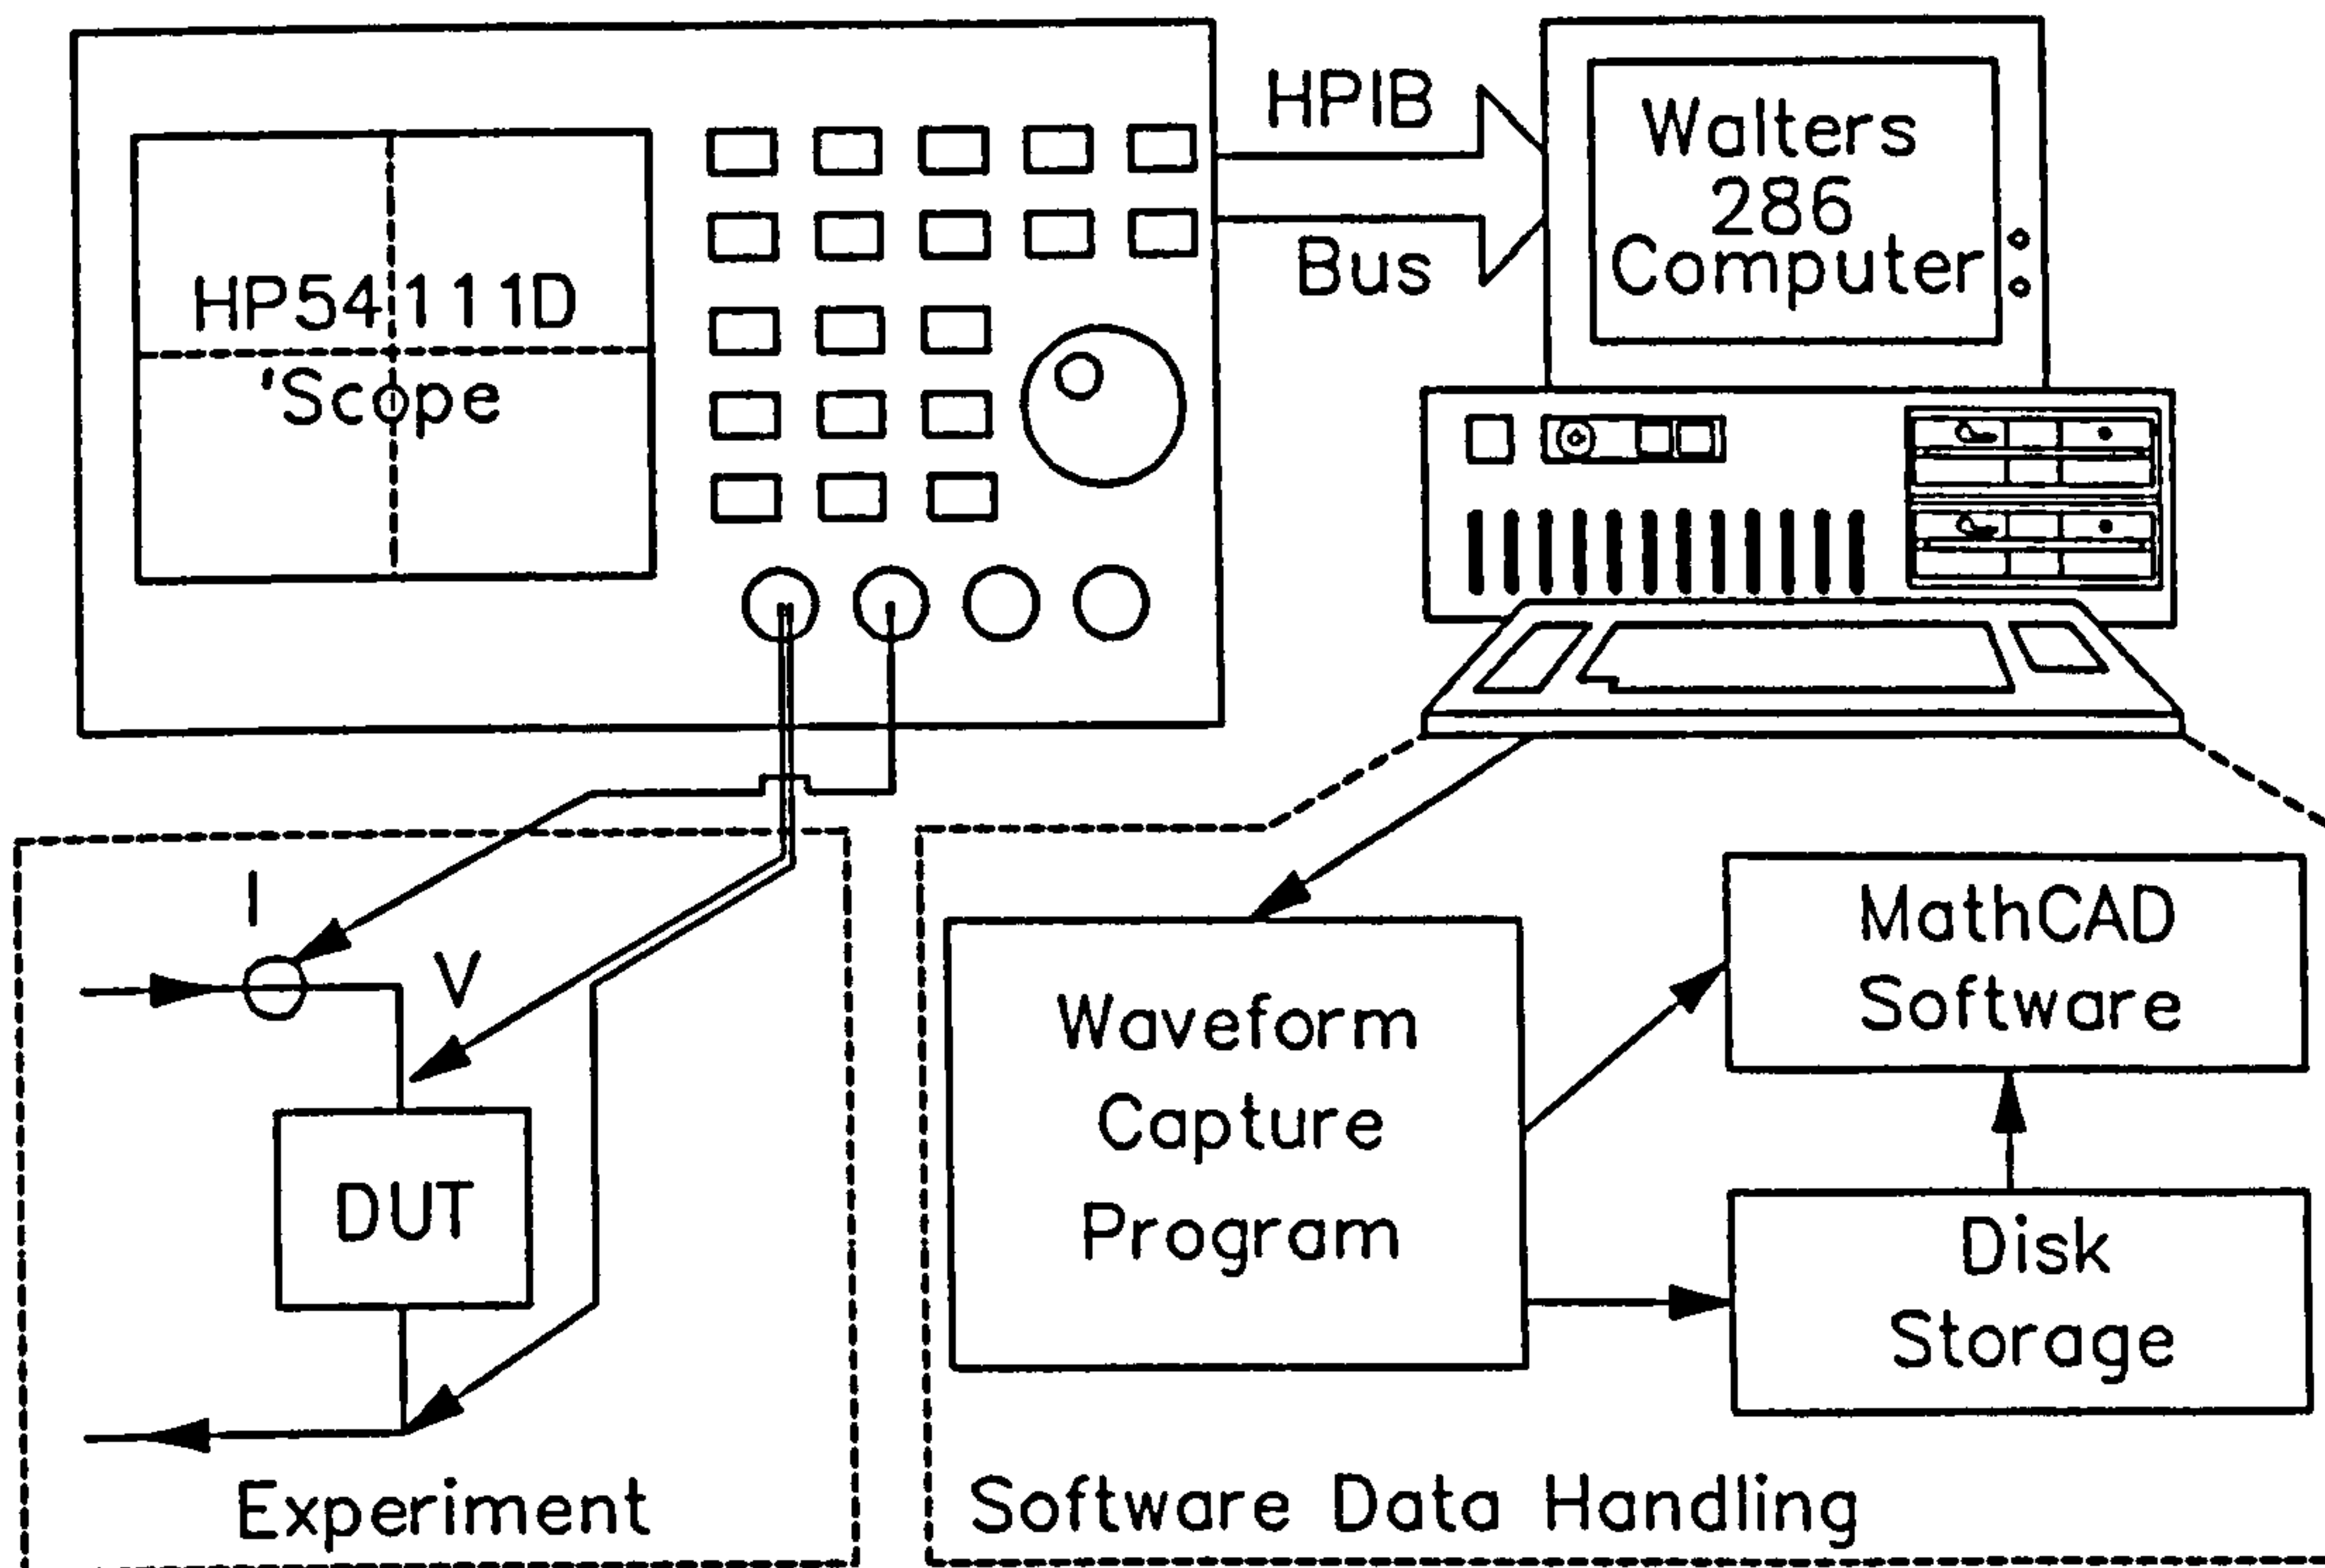 HP54111D
'Scope
HPIB
Bus
Walters
286
Computer
I
V
DUT
Experiment
Waveform
Capture
Program
MathCAD
Software
Disk
Storage
Software Data Handling